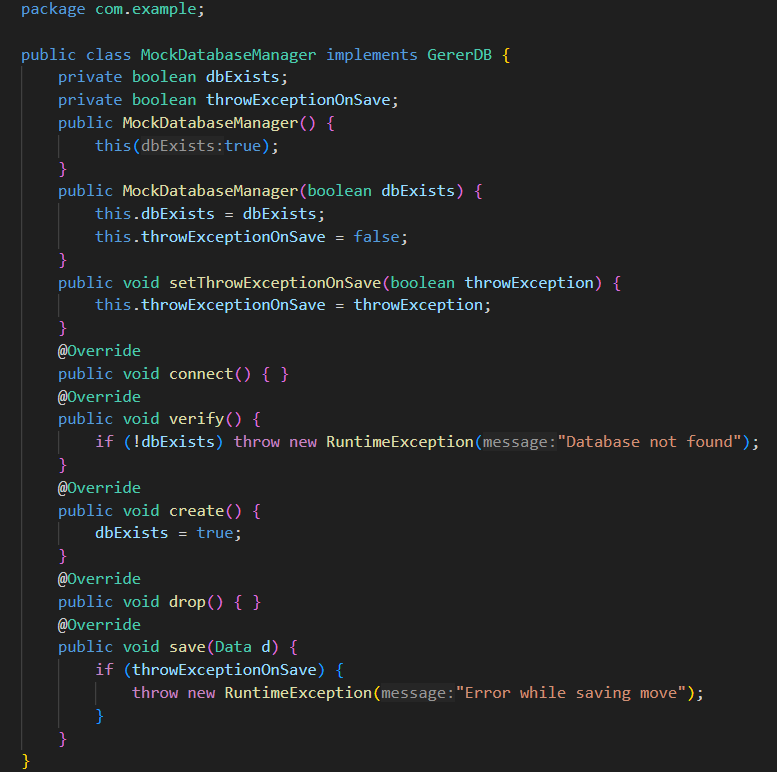 package com.example;
public class MockDatabaseManager implements GererDB {
private boolean dbExists;
private boolean throwExceptionOnSave;
public MockDatabaseManager() {
this(dbExists:true);
}
public MockDatabaseManager(boolean dbExists) {
this.dbExists = dbExists;
this.throwExceptionOnSave = false;
}
public void setThrowExceptionOnSave(boolean throwException) {
this.throwExceptionOnSave = throwException;
}
@Override
public void connect() { }
@Override
public void verify() {
if (!dbExists) throw new RuntimeException(message:"Database not found");
}
@Override
public void create() {
dbExists = true;
}
@Override
public void drop() { }
@Override
public void save(Data d) {
if (throwExceptionOnSave) {
throw new RuntimeException(message:"Error while saving move");
}
}
}